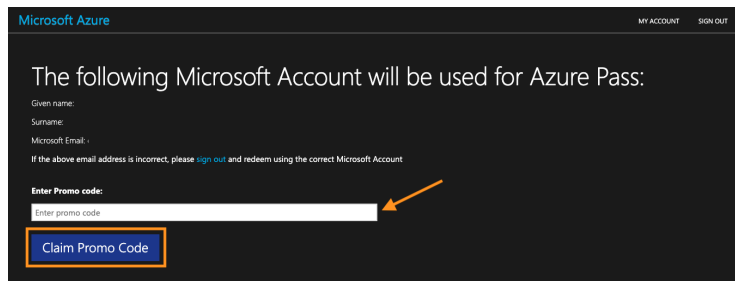 Microsoft Azure
MY ACCOUNT SIGN OUT
The following Microsoft Account will be used for Azure Pass:
Given name:
Surname:
Microsoft Email:
If the above email address is incorrect, please sign out and redeem using the correct Microsoft Account
Enter Promo code:
Enter promo code
Claim Promo Code